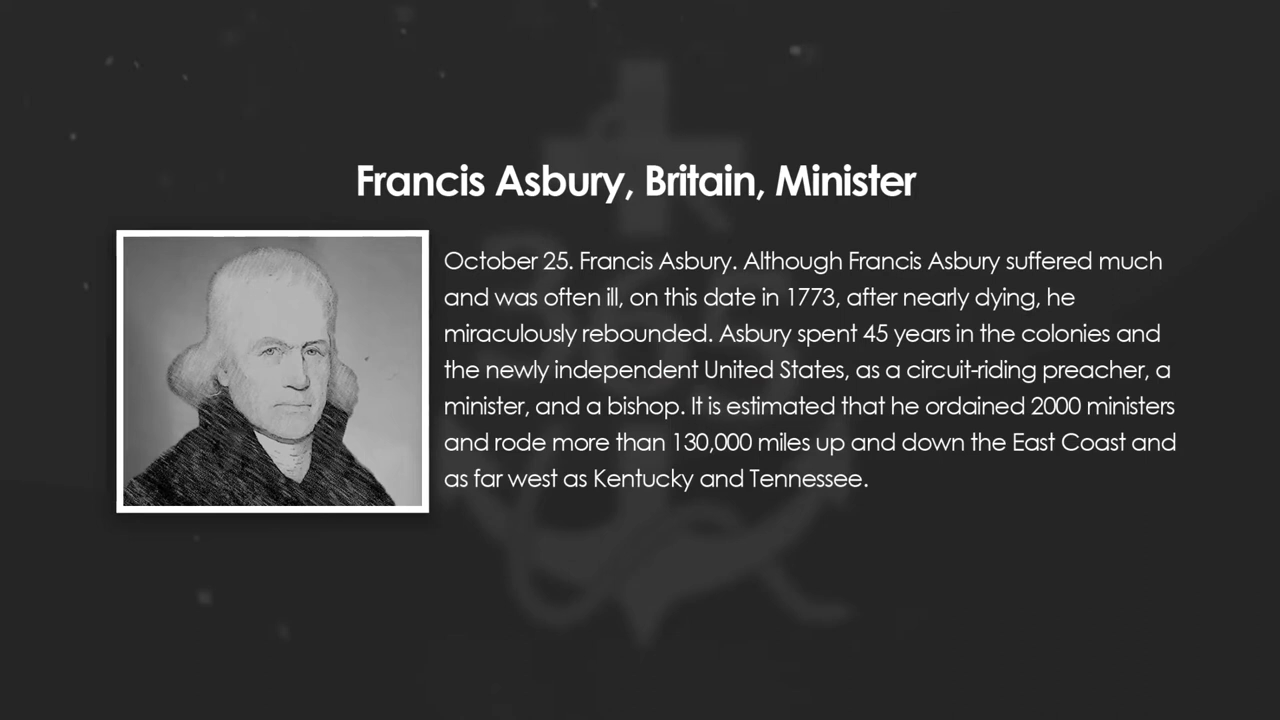 Francis Asbury, Britain, Minister
October 25. Francis Asbury. Although Francis Asbury suffered much
and was often ill, on this date in 1773, after nearly dying, he
miraculously rebounded. Asbury spent 45 years in the colonies and
the newly independent United States, as a circuit-riding preacher, a
minister, and a bishop. It is estimated that he ordained 2000 ministers
and rode more than 130,000 miles up and down the East Coast and
as far west as Kentucky and Tennessee.